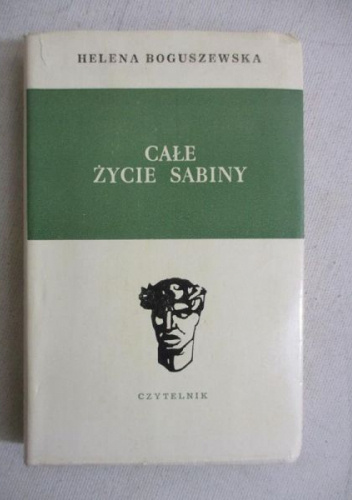 HELENA BOGUSZEWSKA
CAŁE
ŻYCIE SABINY
CZYTELNIK